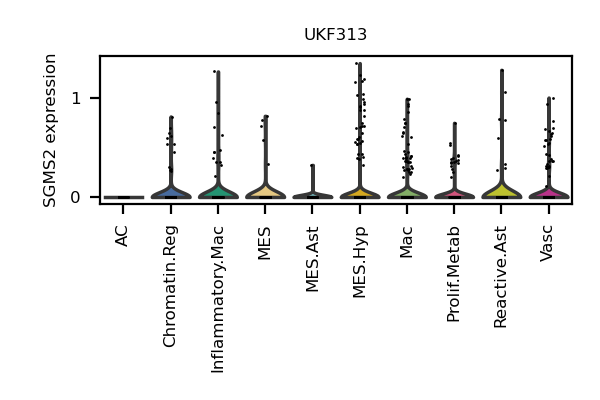 UKF313
SGMS2 expression
1
0
AC
Chromatin.Reg
Inflammatory.Mac
MES
MES.Ast
MES.Hyp
Mac
Prolif.Metab
Reactive.Ast
Vasc